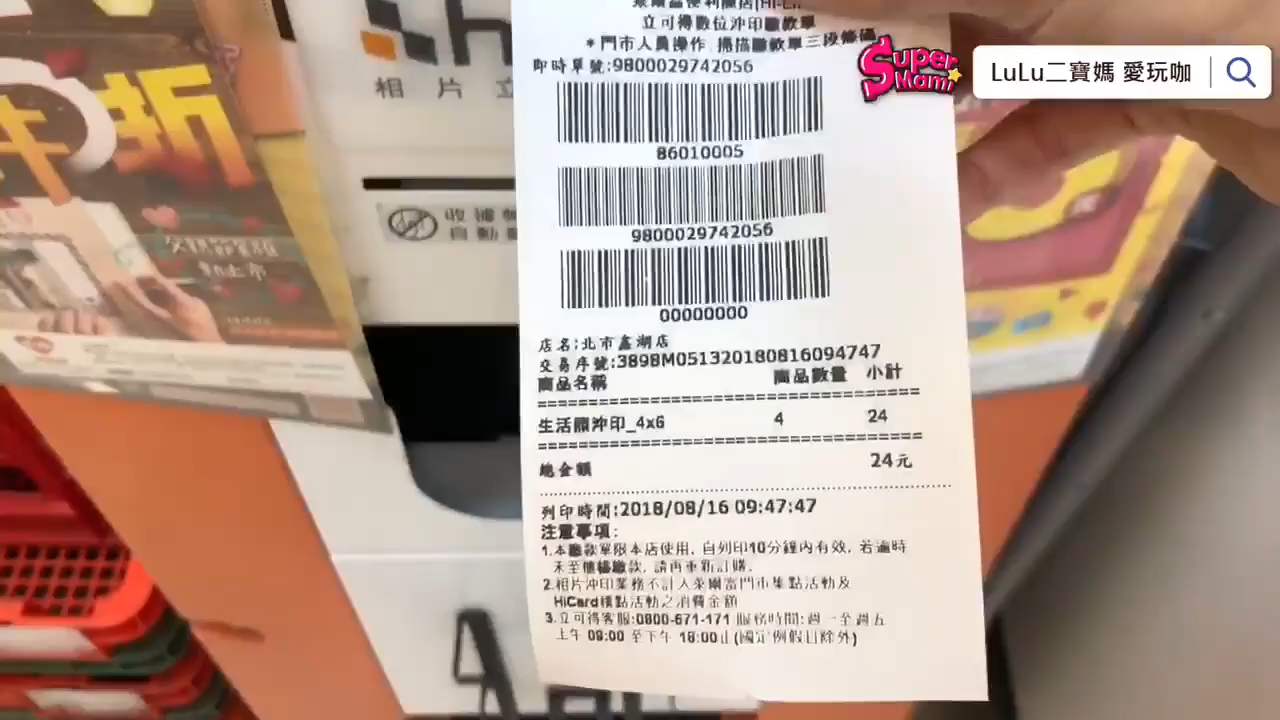 立可得數位沖印繳款單
*門市人員操作 掃描繳款單三段條碼
Super Mami
LuLu二寶媽 愛玩咖
即時單號:9800029742056
折
相片立
86010005
收據
自動
9800029742056
00000000
店名:北市鑫湖店
交易序號:3898M051320180816094747
商品名稱 商品數量 小計
生活照沖印_4x6 4 24
總金額 24元
列印時間:2018/08/16 09:47:47
注意事項:
1.本繳款單限本店使用, 自列印10分鐘內有效, 若逾時
未至櫃檯繳款, 請再重新訂購.
2.相片沖印業務不計入萊爾富門市集點活動及
HiCard積點活動之消費金額
3.立可得客服:0800-671-171 服務時間:週一至週五
上午 09:00 至下午 18:00止(國定例假日除外)